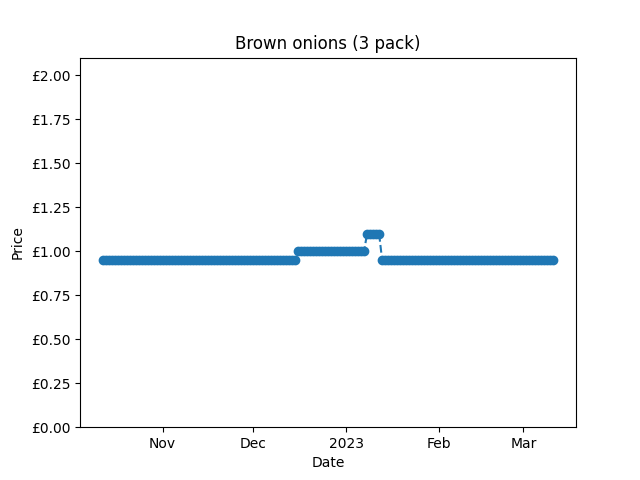 Brown onions (3 pack)
£2.00
£1.75
£1.50
£1.25
£1.00
£0.75
£0.50
£0.25
£0.00
Price
Nov Dec 2023 Feb Mar
Date